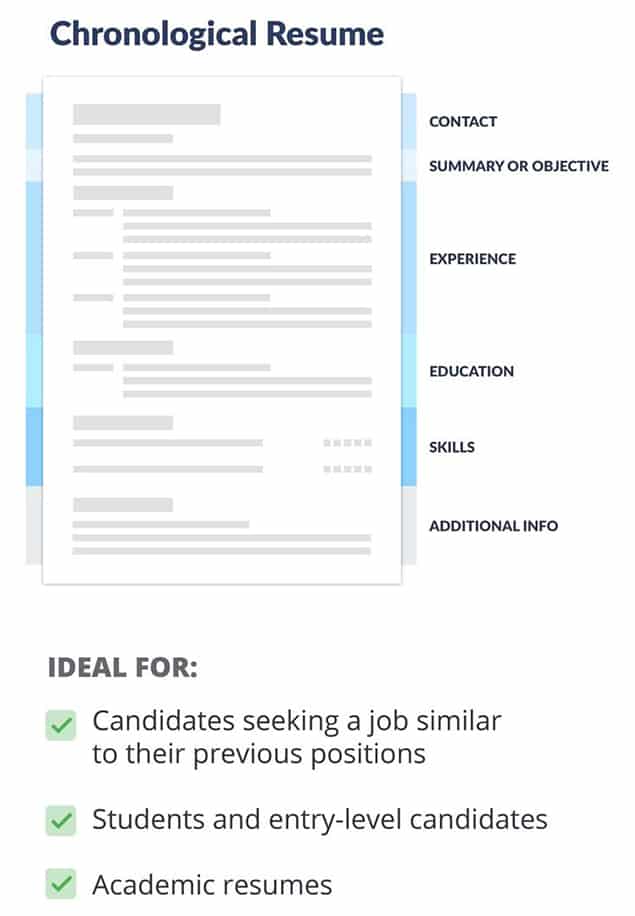 Chronological Resume
CONTACT
SUMMARY OR OBJECTIVE
EXPERIENCE
EDUCATION
SKILLS
ADDITIONAL INFO
IDEAL FOR:
Candidates seeking a job similar
to their previous positions
Students and entry-level candidates
Academic resumes